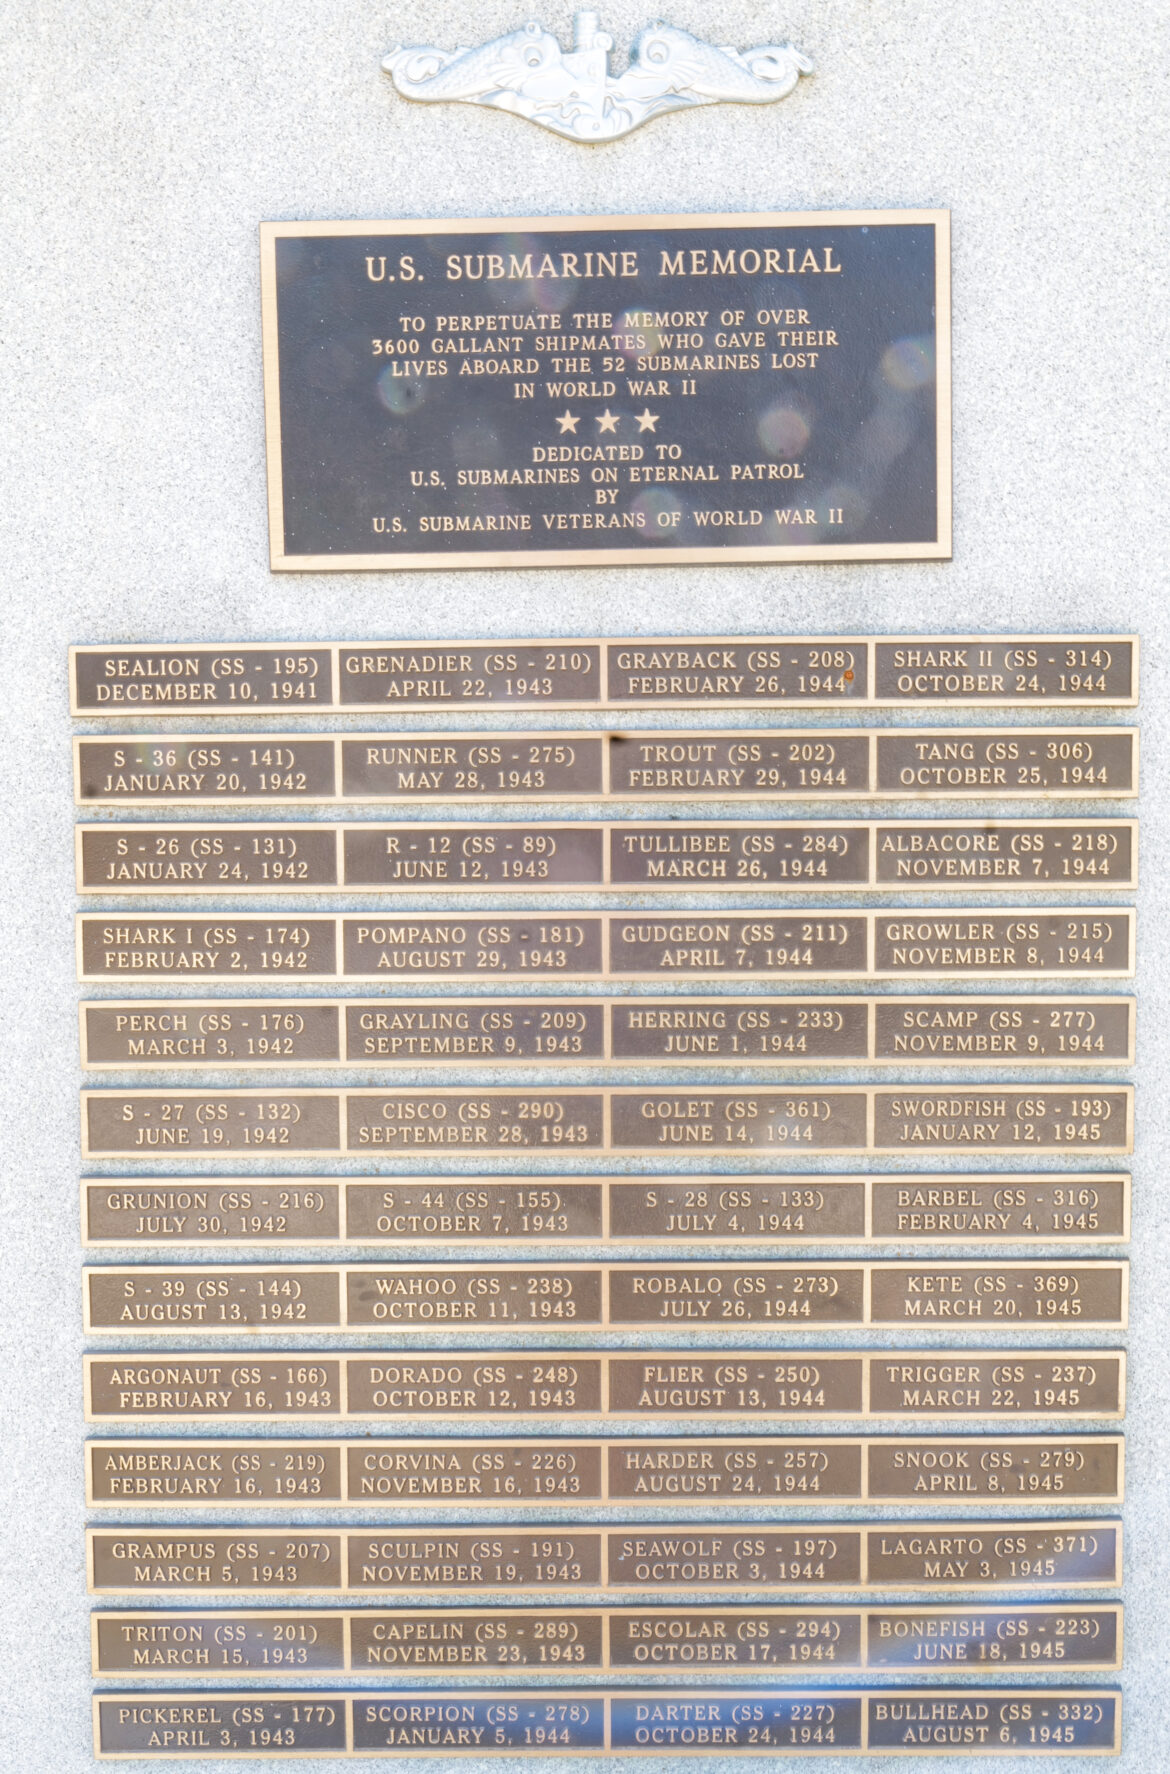 U.S. SUBMARINE MEMORIAL
TO PERPETUATE THE MEMORY OF OVER
3600 GALLANT SHIPMATES WHO GAVE THEIR
LIVES ABOARD THE 52 SUBMARINES LOST
IN WORLD WAR II
DEDICATED TO
U.S. SUBMARINES ON ETERNAL PATROL
BY
U.S. SUBMARINE VETERANS OF WORLD WAR II
SEALION (SS - 195)
DECEMBER 10, 1941
GRENADIER (SS - 210)
APRIL 22, 1943
GRAYBACK (SS - 208)
FEBRUARY 26, 1944
SHARK II (SS - 314)
OCTOBER 24, 1944
S - 36 (SS - 141)
JANUARY 20, 1942
RUNNER (SS - 275)
MAY 28, 1943
TROUT (SS - 202)
FEBRUARY 29, 1944
TANG (SS - 306)
OCTOBER 25, 1944
S - 26 (SS - 131)
JANUARY 24, 1942
R - 12 (SS - 89)
JUNE 12, 1943
TULLIBEE (SS - 284)
MARCH 26, 1944
ALBACORE (SS - 218)
NOVEMBER 7, 1944
SHARK I (SS - 174)
FEBRUARY 2, 1942
POMPANO (SS - 181)
AUGUST 29, 1943
GUDGEON (SS - 211)
APRIL 7, 1944
GROWLER (SS - 215)
NOVEMBER 8, 1944
PERCH (SS - 176)
MARCH 3, 1942
GRAYLING (SS - 209)
SEPTEMBER 9, 1943
HERRING (SS - 233)
JUNE 1, 1944
SCAMP (SS - 277)
NOVEMBER 9, 1944
S - 27 (SS - 132)
JUNE 19, 1942
CISCO (SS - 290)
SEPTEMBER 28, 1943
GOLET (SS - 361)
JUNE 14, 1944
SWORDFISH (SS - 193)
JANUARY 12, 1945
GRUNION (SS - 216)
JULY 30, 1942
S - 44 (SS - 155)
OCTOBER 7, 1943
S - 28 (SS - 133)
JULY 4, 1944
BARBEL (SS - 316)
FEBRUARY 4, 1945
S - 39 (SS - 144)
AUGUST 13, 1942
WAHOO (SS - 238)
OCTOBER 11, 1943
ROBALO (SS - 273)
JULY 26, 1944
KETE (SS - 369)
MARCH 20, 1945
ARGONAUT (SS - 166)
FEBRUARY 16, 1943
DORADO (SS - 248)
OCTOBER 12, 1943
FLIER (SS - 250)
AUGUST 13, 1944
TRIGGER (SS - 237)
MARCH 22, 1945
AMBERJACK (SS - 219)
FEBRUARY 16, 1943
CORVINA (SS - 226)
NOVEMBER 16, 1943
HARDER (SS - 257)
AUGUST 24, 1944
SNOOK (SS - 279)
APRIL 8, 1945
GRAMPUS (SS - 207)
MARCH 5, 1943
SCULPIN (SS - 191)
NOVEMBER 19, 1943
SEAWOLF (SS - 197)
OCTOBER 3, 1944
LAGARTO (SS - 371)
MAY 3, 1945
TRITON (SS - 201)
MARCH 15, 1943
CAPELIN (SS - 289)
NOVEMBER 23, 1943
ESCOLAR (SS - 294)
OCTOBER 17, 1944
BONEFISH (SS - 223)
JUNE 18, 1945
PICKEREL (SS - 177)
APRIL 3, 1943
SCORPION (SS - 278)
JANUARY 5, 1944
DARTER (SS - 227)
OCTOBER 24, 1944
BULLHEAD (SS - 332)
AUGUST 6, 1945